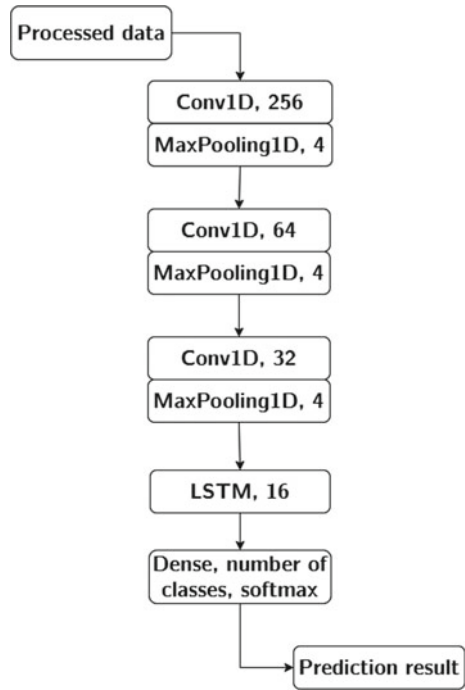 Processed data
Conv1D, 256
MaxPooling1D, 4
Conv1D, 64
MaxPooling1D, 4
Conv1D, 32
MaxPooling1D, 4
LSTM, 16
Dense, number of
classes, softmax
Prediction result